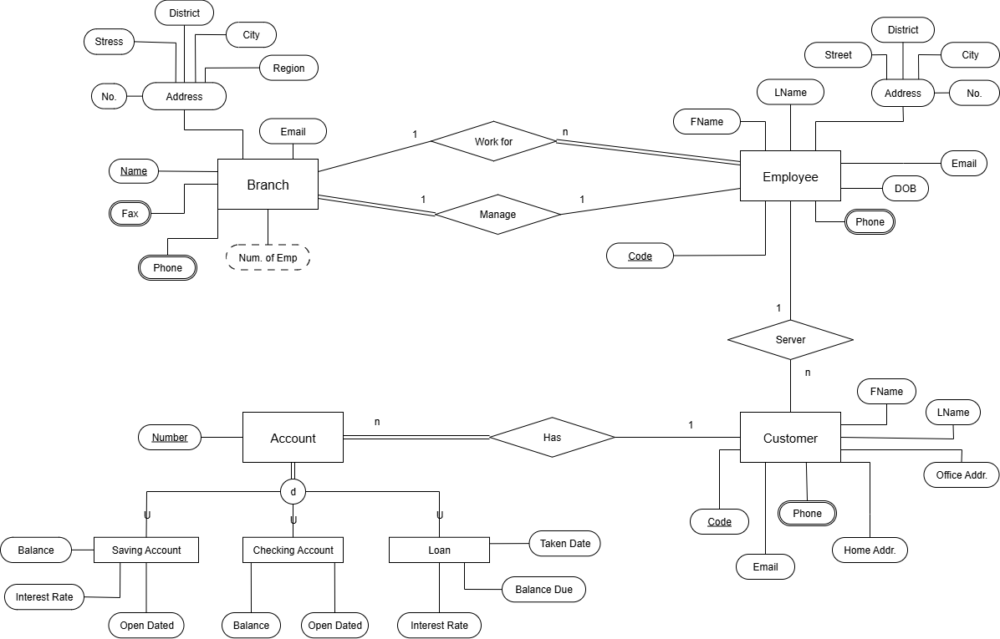 District
Stress
City
Region
No.
Address
Email
Name
Branch
Fax
Phone
Num. of Emp
1
Work for
n
1
Manage
1
District
Street
City
LName
Address
No.
FName
Employee
Email
DOB
Phone
Code
1
Server
n
Number
Account
n
Has
1
Customer
FName
LName
Office Addr.
Code
Phone
Email
Home Addr.
d
U
U
U
Balance
Saving Account
Interest Rate
Open Dated
Checking Account
Balance
Open Dated
Loan
Taken Date
Balance Due
Interest Rate